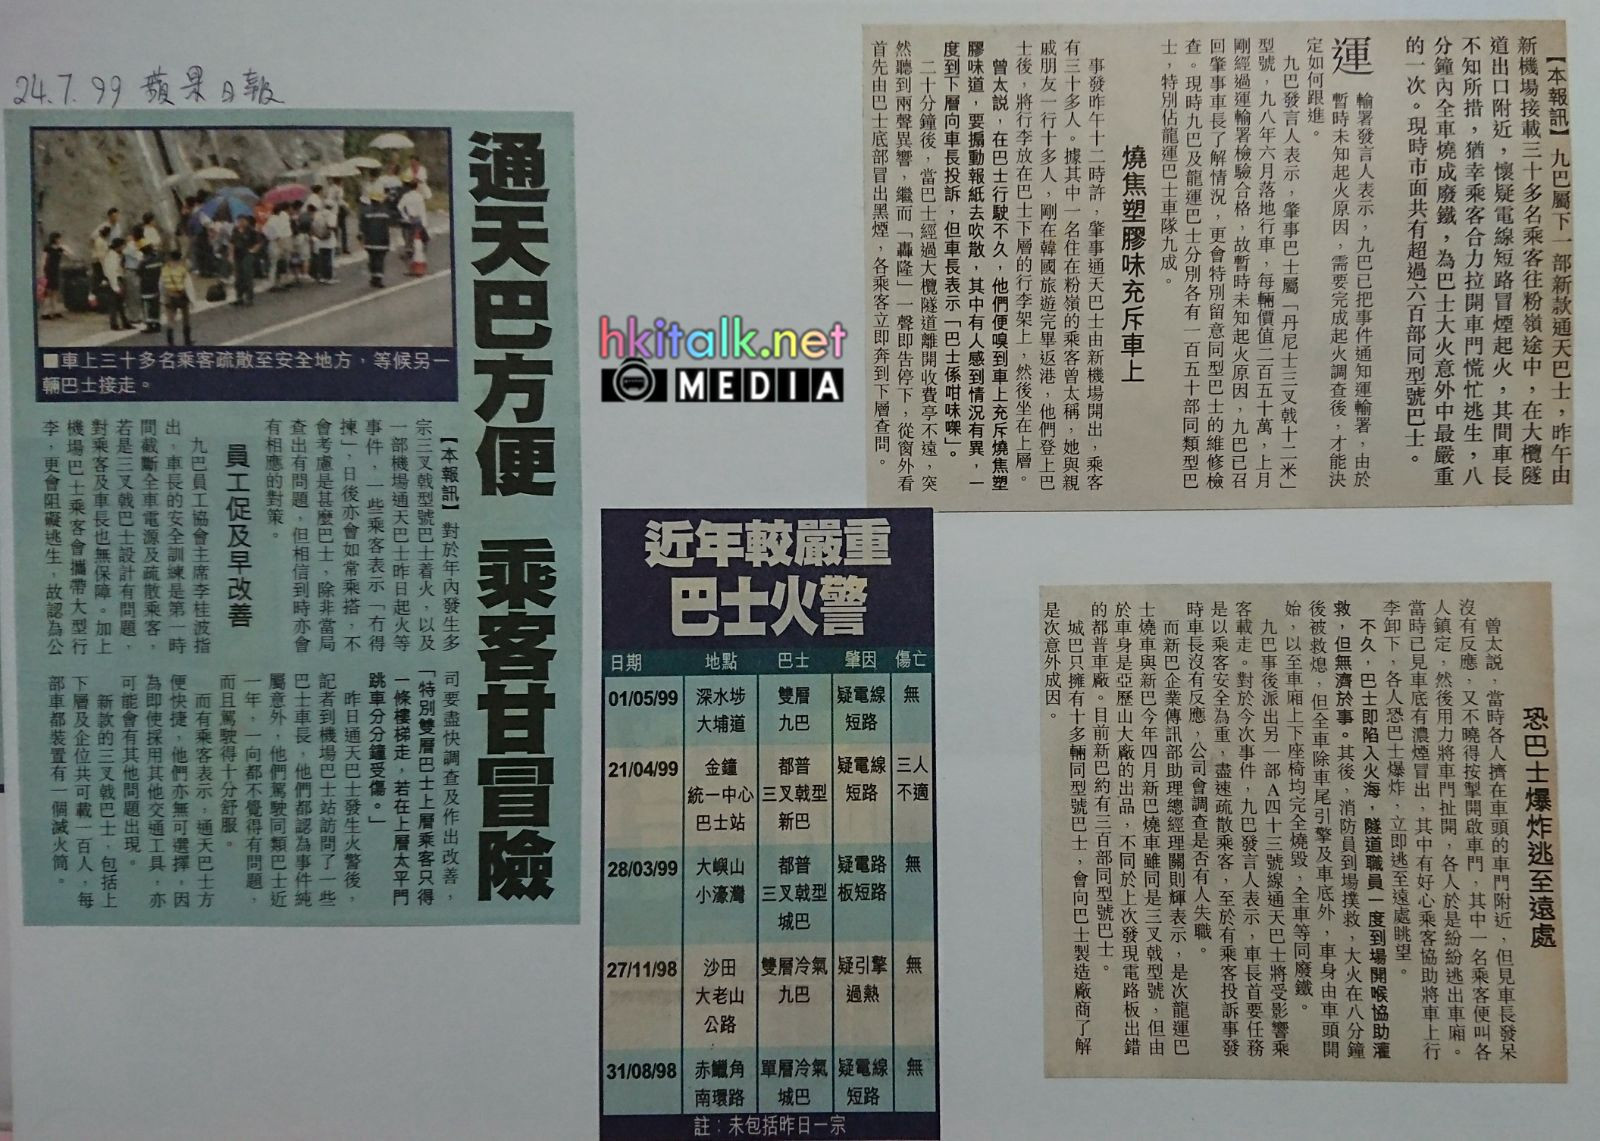 24.7.99 蘋果日報
通天巴方便 乘客甘冒險
■車上三十多名乘客疏散至安全地方，等候另一
輛巴士接走。
【本報訊】對於年內發生多
宗三叉戟型號巴士着火，以及
一部機場通天巴士昨日起火等
事件，一些乘客表示「冇得
揀」，日後亦會如常乘搭，不
會考慮是甚麼巴士，除非當局
查出有問題，但相信到時亦會
有相應的對策。
員工促及早改善
九巴員工協會主席李桂波指
出，車長的安全訓練是第一時
間截斷全車電源及疏散乘客，
若是三叉戟巴士設計有問題，
對乘客及車長也無保障。加上
機場巴士乘客會攜帶大型行
李，更會阻礙逃生，故認為公
司要盡快調查及作出改善，
「特別雙層巴士上層乘客只得
一條樓梯走，若在上層太平門
跳車分分鐘受傷。」
昨日通天巴士發生火警後，
記者到機場巴士站訪問了一些
巴士車長，他們都認為事件純
屬意外，他們駕駛同類巴士近
一年，一向都不覺得有問題，
而且駕駛得十分舒服。
而有乘客表示，通天巴士方
便快捷，他們亦無可選擇，因
為即使採用其他交通工具，亦
可能會有其他問題出現。
新款的三叉戟巴士，包括上
下層及企位共可載一百人，每
部車都裝置有一個滅火筒。
hkitalk.net
MEDIA
【本報訊】九巴屬下一部新款通天巴士，昨午由
新機場接載三十多名乘客往粉嶺途中，在大欖隧
道出口附近，懷疑電線短路冒煙起火，其間車長
不知所措，猶幸乘客合力拉開車門慌忙逃生，八
分鐘內全車燒成廢鐵，為巴士大火意外中最嚴重
的一次。現時市面共有超過六百部同型號巴士。
運輸署發言人表示，九巴已把事件通知運輸署，由於
暫時未知起火原因，需要完成起火調查後，才能決
定如何跟進。
九巴發言人表示，肇事巴士屬「丹尼士三叉戟十二米」
型號，九八年六月落地行車，每輛價值二百五十萬，上月
剛經過運輸署檢驗合格，故暫時未知起火原因，九巴已召
回肇事車長了解情況，更會特別留意同型巴士的維修檢
查。現時九巴及龍運巴士分別各有一百五十部同類型巴
士，特別佔龍運巴士車隊九成。
燒焦塑膠味充斥車上
事發昨午十二時許，肇事通天巴士由新機場開出，乘客
有三十多人。據其中一名住在粉嶺的乘客曾太稱，她與親
戚朋友一行十多人，剛在韓國旅遊完畢返港，他們登上巴
士後，將行李放在巴士下層的行李架上，然後坐在上層。
曾太說，在巴士行駛不久，他們便嗅到車上充斥燒焦塑
膠味道，要搧動報紙去吹散，其中有人感到情況有異，一
度到下層向車長投訴，但車長表示「巴士係咁味㗎」。
二十分鐘後，當巴士經過大欖隧道離開收費亭不遠，突
然聽到兩聲異響，繼而「轟隆」一聲即告停下，從窗外看
首先由巴士底部冒出黑煙，各乘客立即奔到下層查問。
近年較嚴重
巴士火警
日期 地點 巴士 肇因 傷亡
01/05/99 深水埗 雙層 疑電線 無
大埔道 九巴 短路
21/04/99 金鐘 都普 疑電線 三人
統一中心 三叉戟型 短路 不適
巴士站 新巴
28/03/99 大嶼山 都普 疑電路 無
小濠灣 三叉戟型 板短路
城巴
27/11/98 沙田 雙層冷氣 疑引擎 無
大老山 九巴 過熱
公路
31/08/98 赤鱲角 單層冷氣 疑電線 無
南環路 城巴 短路
註：未包括昨日一宗
恐巴士爆炸逃至遠處
曾太說，當時各人擠在車頭的車門附近，但見車長發呆
沒有反應，又不曉得按掣開啟車門，其中一名乘客便叫各
人鎮定，然後用力將車門扯開，各人於是紛紛逃出車廂。
當時已見車底有濃煙冒出，其中有好心乘客協助將車上行
李卸下，各人恐巴士爆炸，立即逃至遠處眺望。
不久，巴士即陷入火海，隧道職員一度到場開喉協助灌
救，但無濟於事。其後，消防員到場撲救，大火在八分鐘
後被救熄，但全車除車尾引擎及車底外，車身由車頭開
始，以至車廂上下座椅均完全燒毀，全車等同廢鐵。
九巴事後派出另一部A四十三號線通天巴士將受影響乘
客載走。對於今次事件，九巴發言人表示，車長首要任務
是以乘客安全為重，盡速疏散乘客，至於有乘客投訴事發
時車長沒有反應，公司會調查是否有人失職。
而新巴企業傳訊部助理總經理關則輝表示，是次龍運巴
士燒車與新巴今年四月新巴燒車雖同是三叉戟型號，但由
於車身是亞歷山大廠的出品，不同於上次發現電路板出錯
的都普車廠。目前新巴約有三百部同型號巴士。
城巴只擁有十多輛同型號巴士，會向巴士製造廠商了解
是次意外成因。